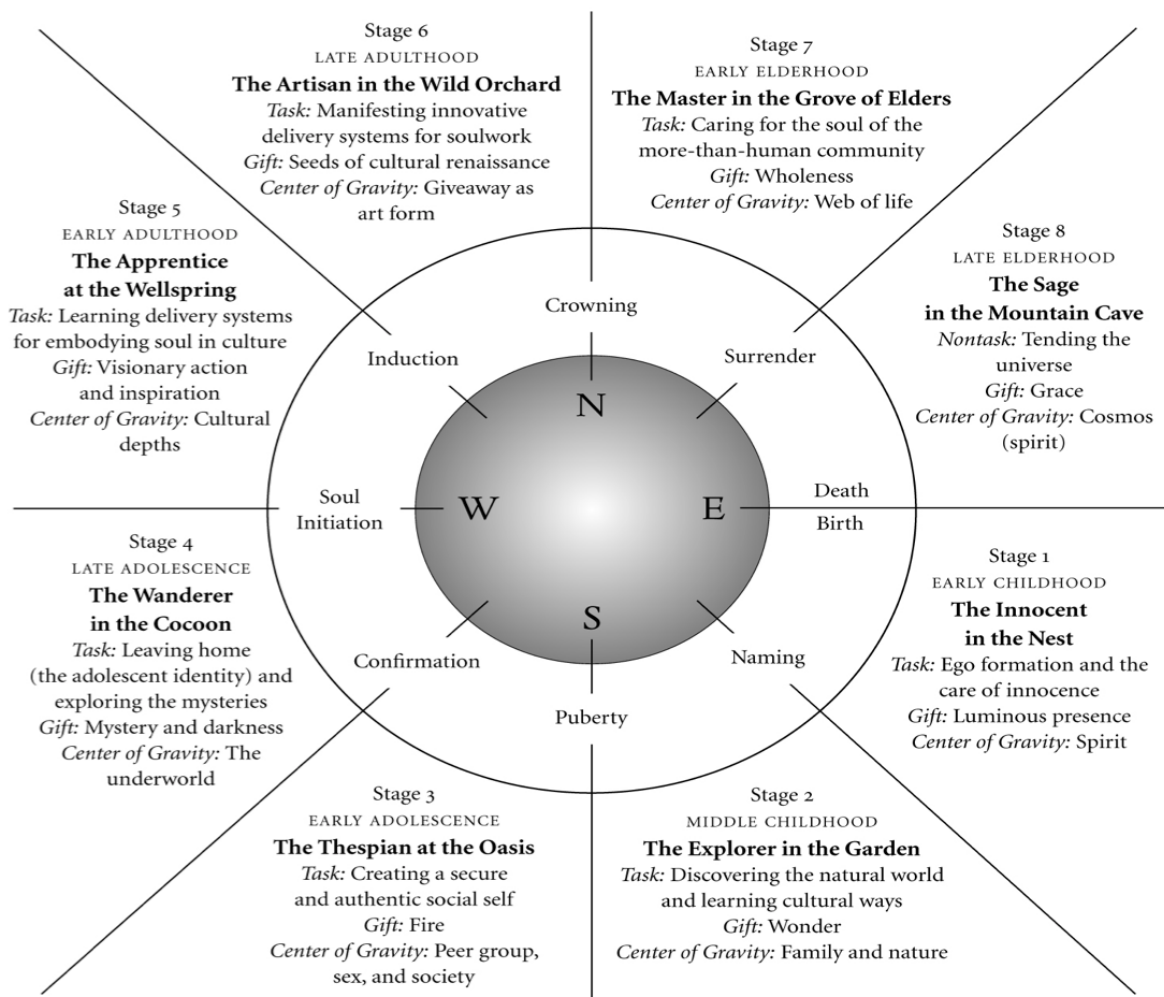 Stage 6
LATE ADULTHOOD
The Artisan in the Wild Orchard
Task: Manifesting innovative
delivery systems for soulwork
Gift: Seeds of cultural renaissance
Center of Gravity: Giveaway as
art form
Stage 7
EARLY ELDERHOOD
The Master in the Grove of Elders
Task: Caring for the soul of the
more-than-human community
Gift: Wholeness
Center of Gravity: Web of life
Stage 5
EARLY ADULTHOOD
The Apprentice
at the Wellspring
Task: Learning delivery systems
for embodying soul in culture
Gift: Visionary action
and inspiration
Center of Gravity: Cultural
depths
Stage 8
LATE ELDERHOOD
The Sage
in the Mountain Cave
Nontask: Tending the
universe
Gift: Grace
Center of Gravity: Cosmos
(spirit)
Crowning
Induction
Surrender
N
Soul
Initiation
W
E
Death
Birth
S
Confirmation
Naming
Puberty
Stage 4
LATE ADOLESCENCE
The Wanderer
in the Cocoon
Task: Leaving home
(the adolescent identity) and
exploring the mysteries
Gift: Mystery and darkness
Center of Gravity: The
underworld
Stage 1
EARLY CHILDHOOD
The Innocent
in the Nest
Task: Ego formation and the
care of innocence
Gift: Luminous presence
Center of Gravity: Spirit
Stage 3
EARLY ADOLESCENCE
The Thespian at the Oasis
Task: Creating a secure
and authentic social self
Gift: Fire
Center of Gravity: Peer group,
sex, and society
Stage 2
MIDDLE CHILDHOOD
The Explorer in the Garden
Task: Discovering the natural world
and learning cultural ways
Gift: Wonder
Center of Gravity: Family and nature